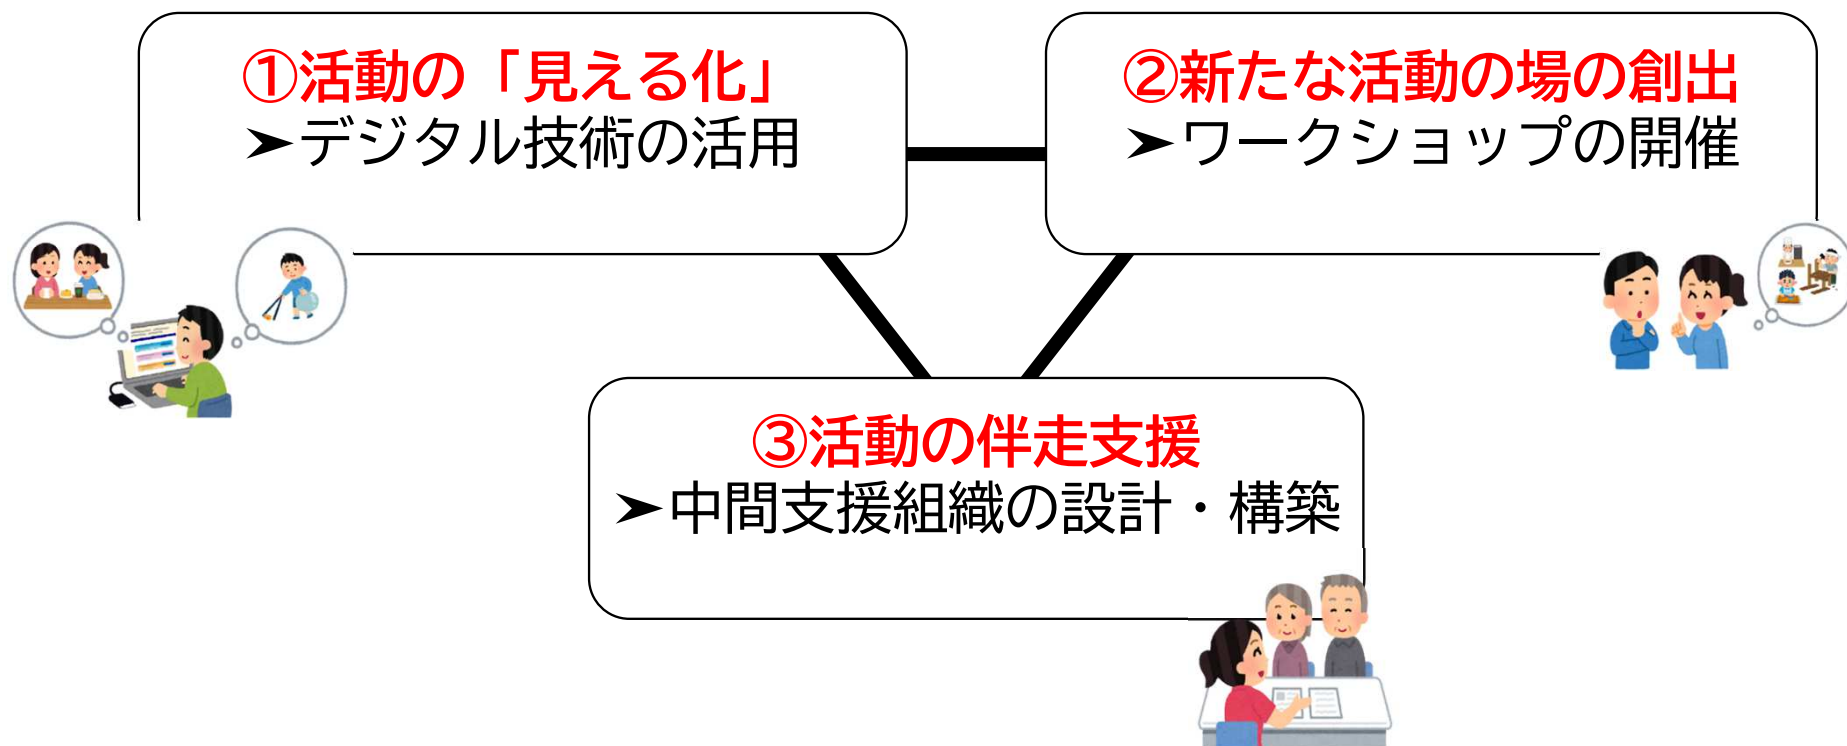 ①活動の「見える化」
➤デジタル技術の活用
②新たな活動の場の創出
➤ワークショップの開催
③活動の伴走支援
➤中間支援組織の設計・構築